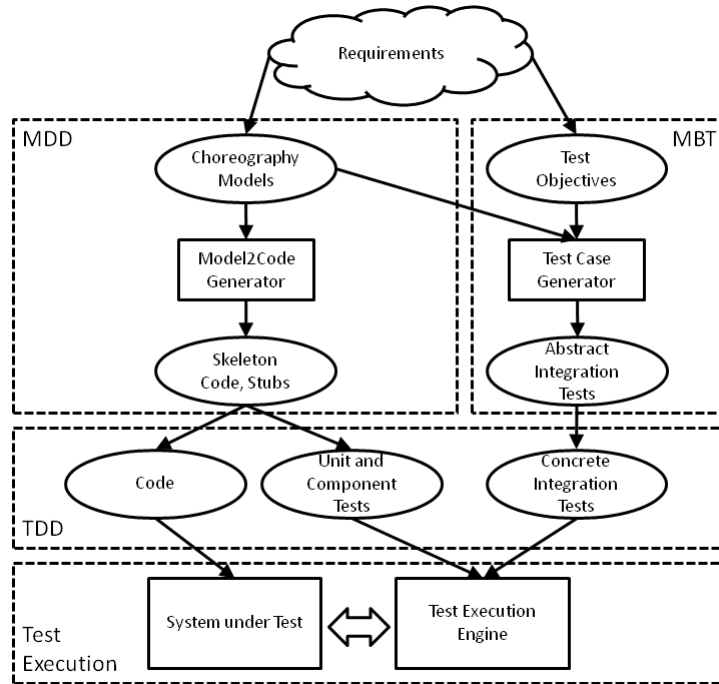 Requirements
MDD
MBT
Choreography
Models
Test
Objectives
Model2Code
Generator
Test Case
Generator
Skeleton
Code, Stubs
Abstract
Integration
Tests
Code
Unit and
Component
Tests
Concrete
Integration
Tests
TDD
System under Test
Test Execution
Engine
Test
Execution